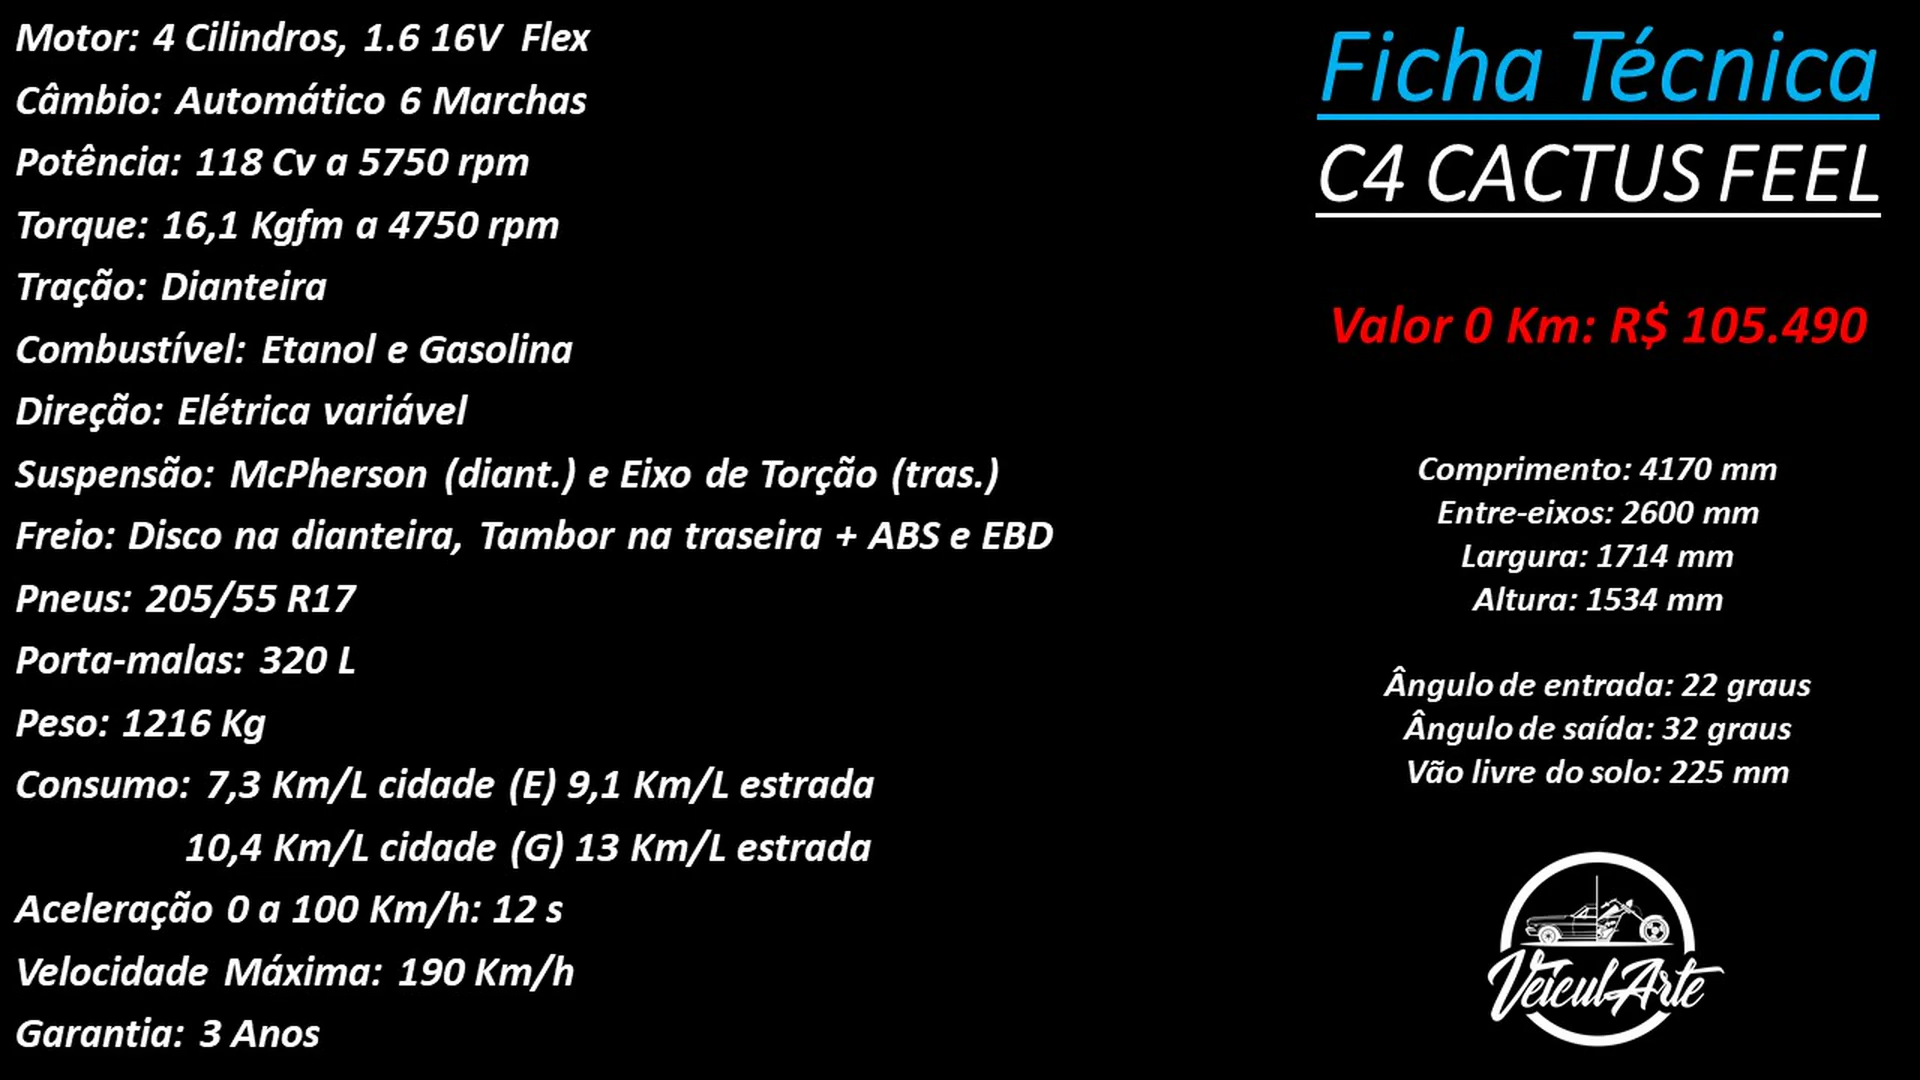 Motor: 4 Cilindros, 1.6 16V Flex
Câmbio: Automático 6 Marchas
Potência: 118 Cv a 5750 rpm
Torque: 16,1 Kgfm a 4750 rpm
Tração: Dianteira
Combustível: Etanol e Gasolina
Direção: Elétrica variável
Suspensão: McPherson (diant.) e Eixo de Torção (tras.)
Freio: Disco na dianteira, Tambor na traseira + ABS e EBD
Pneus: 205/55 R17
Porta-malas: 320 L
Peso: 1216 Kg
Consumo: 7,3 Km/L cidade (E) 9,1 Km/L estrada
10,4 Km/L cidade (G) 13 Km/L estrada
Aceleração 0 a 100 Km/h: 12 s
Velocidade Máxima: 190 Km/h
Garantia: 3 Anos
Ficha Técnica
C4 CACTUS FEEL
Valor 0 Km: R$ 105.490
Comprimento: 4170 mm
Entre-eixos: 2600 mm
Largura: 1714 mm
Altura: 1534 mm
Ângulo de entrada: 22 graus
Ângulo de saída: 32 graus
Vão livre do solo: 225 mm
VeículArte